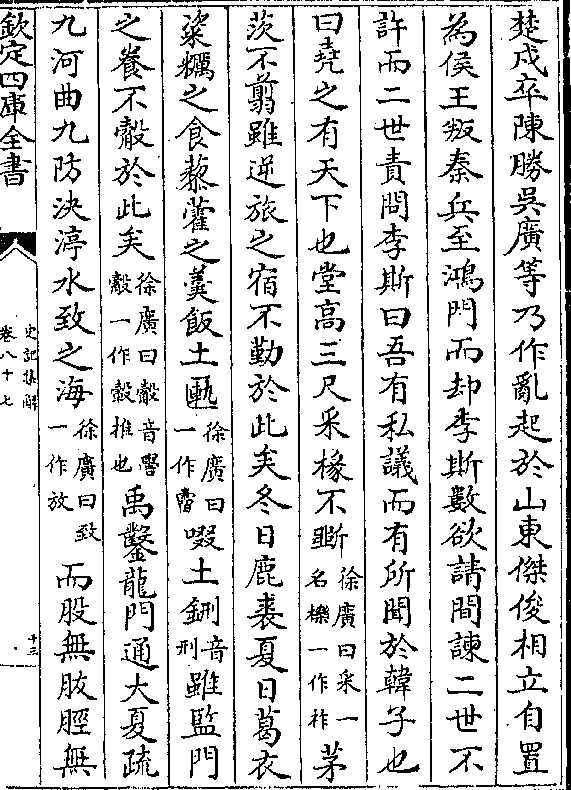 楚戍卒陳勝吳廣等乃作亂起於山東傑俊相立自置
為侯王叛秦兵至鴻門而却李斯數欲請間諫二世不
許而二世責問李斯曰吾有私議而有所聞於韓子也
曰堯之有天下也堂高三尺采椽不斲徐廣曰采一名櫟一作柞茅
茨不翦雖逆旅之宿不勤於此矣冬日鹿裘夏日葛衣
粢糲之食藜藿之羹飯土匭徐廣曰一作啜土鉶音刑雖監門
之養不觳於此矣徐廣曰觳音學觳一作㲉推也禹鑿龍門通大夏疏
九河曲九防決渟水致之海徐廣曰致一作放而股無胈脛無
欽定四庫全書
史記集解
卷八十七
十三